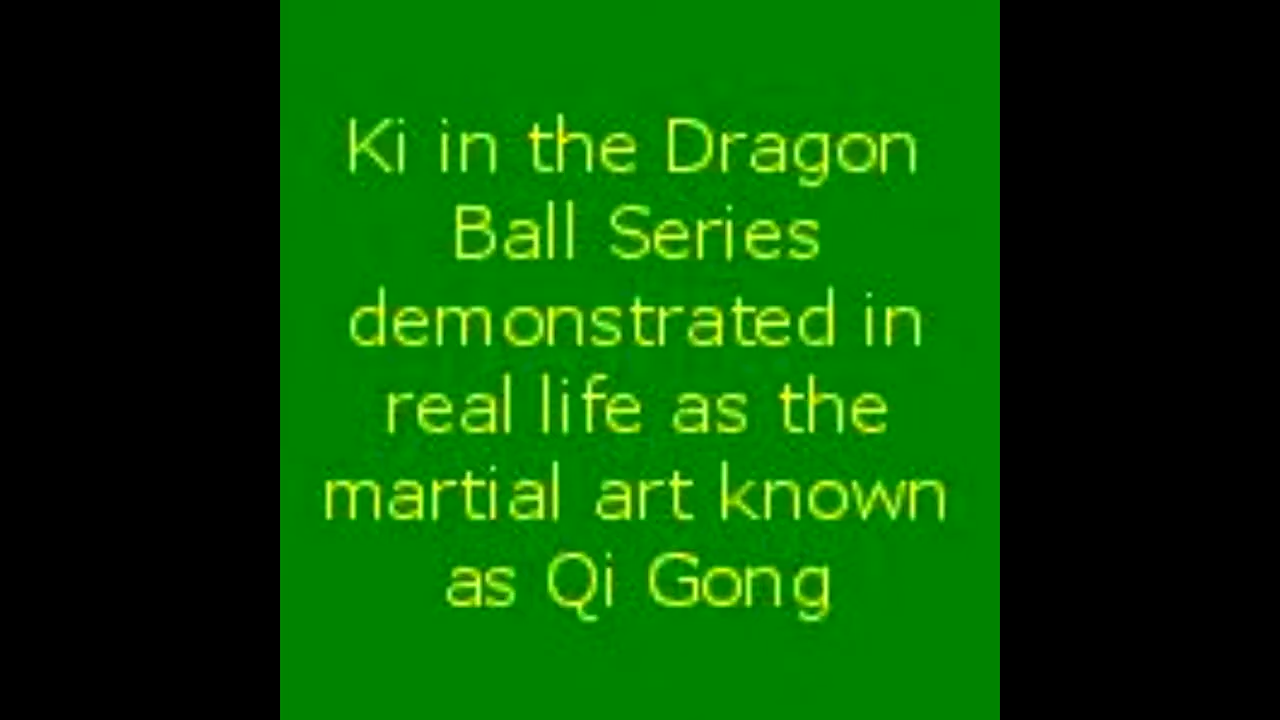 Ki in the Dragon
Ball Series
demonstrated in
real life as the
martial art known
as Qi Gong